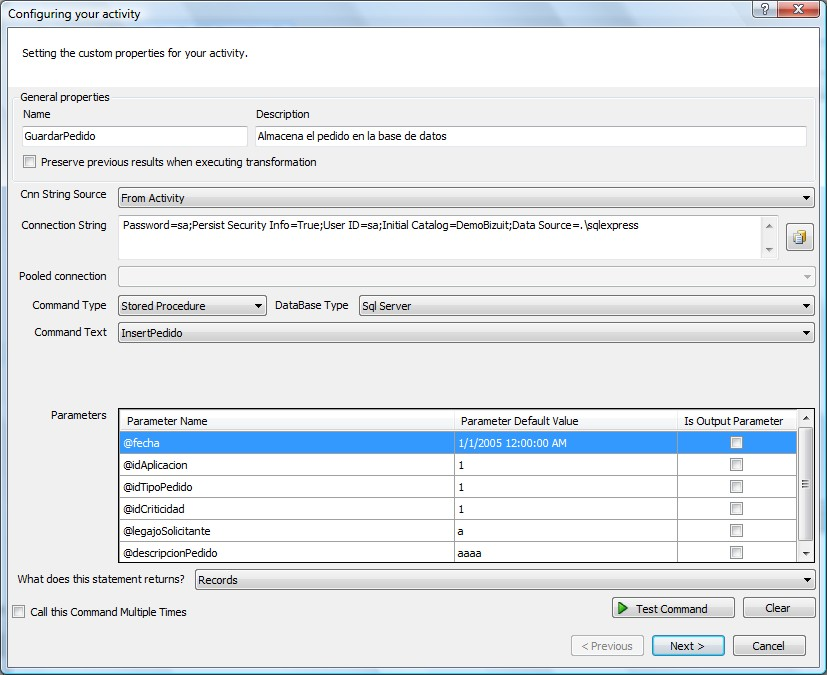 Configuring your activity
Setting the custom properties for your activity.
General properties
Name Description
GuardarPedido Almacena el pedido en la base de datos
Preserve previous results when executing transformation
Cnn String Source From Activity
Connection String Password=sa;Persist Security Info=True;User ID=sa;Initial Catalog=DemoBizuit;Data Source=.\sqlexpress
Pooled connection
Command Type Stored Procedure DataBase Type Sql Server
Command Text InsertPedido
Parameters Parameter Name Parameter Default Value Is Output Parameter
@fecha 1/1/2005 12:00:00 AM
@idAplicacion 1
@idTipoPedido 1
@idCriticidad 1
@legajoSolicitante a
@descripcionPedido aaaa
What does this statement returns? Records
Call this Command Multiple Times Test Command Clear
< Previous Next > Cancel